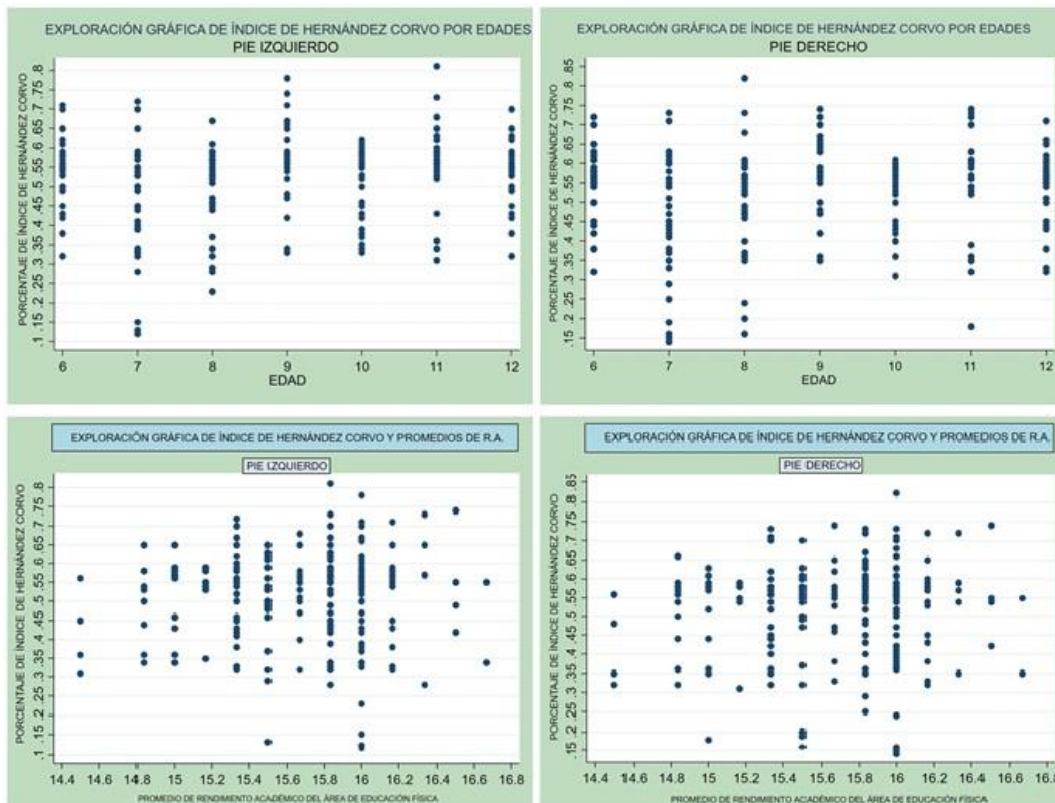 EXPLORACIÓN GRÁFICA DE ÍNDICE DE HERNÁNDEZ CORVO POR EDADES
PIE IZQUIERDO
PORCENTAJE DE ÍNDICE DE HERNÁNDEZ CORVO
.1 .15 .2 .25 .3 .35 .4 .45 .5 .55 .6 .65 .7 .75 .8
6 7 8 9 10 11 12
EDAD
EXPLORACIÓN GRÁFICA DE ÍNDICE DE HERNÁNDEZ CORVO POR EDADES
PIE DERECHO
PORCENTAJE DE ÍNDICE DE HERNÁNDEZ CORVO
.15 .2 .25 .3 .35 .4 .45 .5 .55 .6 .65 .7 .75 .8 .85
6 7 8 9 10 11 12
EDAD
EXPLORACIÓN GRÁFICA DE ÍNDICE DE HERNÁNDEZ CORVO Y PROMEDIOS DE R.A.
PIE IZQUIERDO
PORCENTAJE DE ÍNDICE DE HERNÁNDEZ CORVO
.1 .15 .2 .25 .3 .35 .4 .45 .5 .55 .6 .65 .7 .75 .8
14.4 14.6 14.8 15 15.2 15.4 15.6 15.8 16 16.2 16.4 16.6 16.8
PROMEDIO DE RENDIMIENTO ACADÉMICO DEL ÁREA DE EDUCACIÓN FÍSICA
EXPLORACIÓN GRÁFICA DE ÍNDICE DE HERNÁNDEZ CORVO Y PROMEDIOS DE R.A.
PIE DERECHO
PORCENTAJE DE ÍNDICE DE HERNÁNDEZ CORVO
.15 .2 .25 .3 .35 .4 .45 .5 .55 .6 .65 .7 .75 .8 .85
14.4 14.6 14.8 15 15.2 15.4 15.6 15.8 16 16.2 16.4 16.6 16.8
PROMEDIO DE RENDIMIENTO ACADÉMICO DEL ÁREA DE EDUCACIÓN FÍSICA